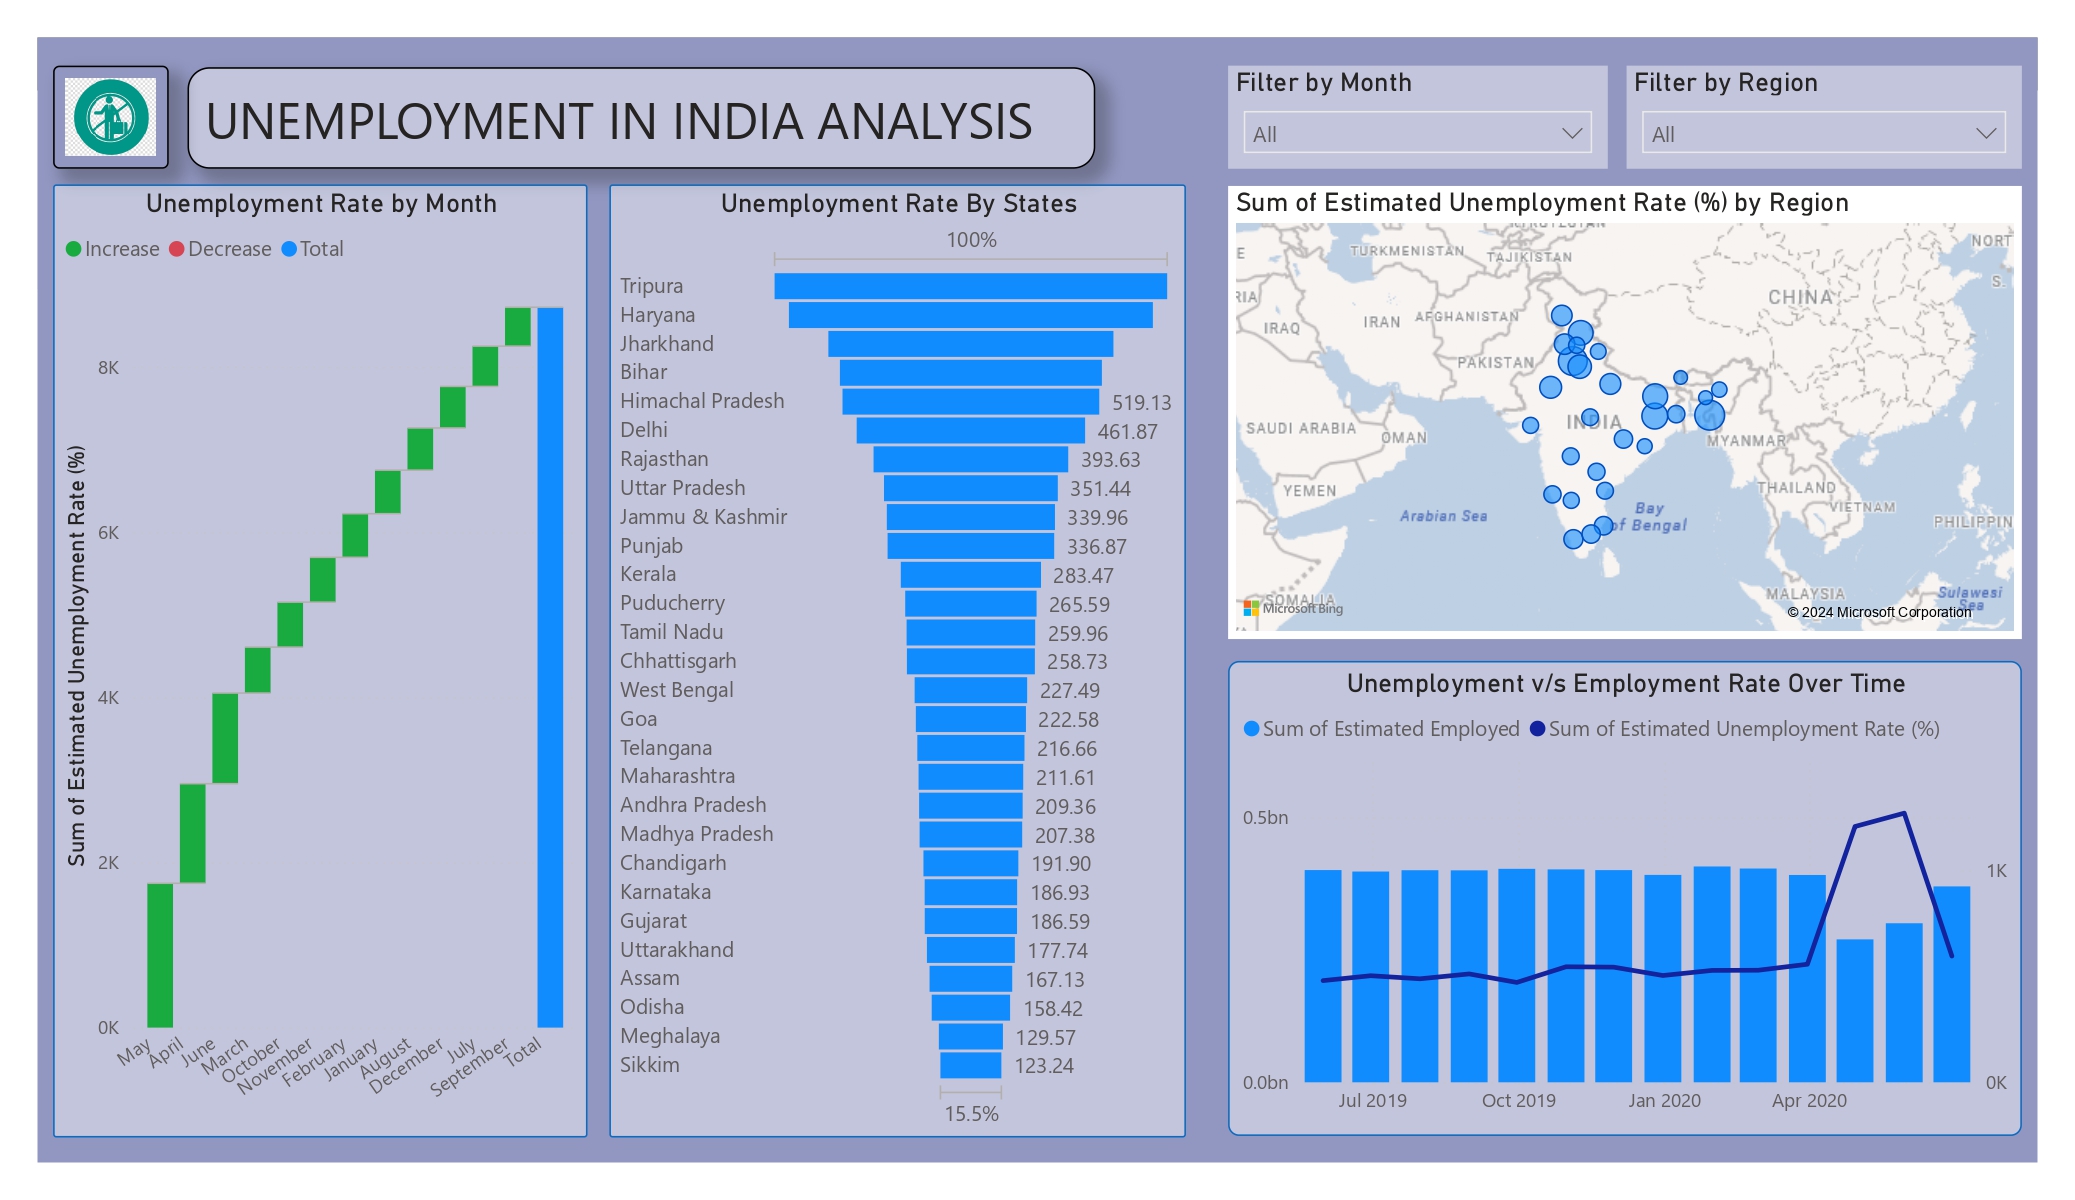 UNEMPLOYMENT IN INDIA ANALYSIS
Filter by Month
All
Filter by Region
All
Unemployment Rate by Month
Increase Decrease Total
Sum of Estimated Unemployment Rate (%)
8K
6K
4K
2K
0K
May
April
June
March
October
November
February
January
August
December
July
September
Total
Unemployment Rate By States
100%
Tripura
Haryana
Jharkhand
Bihar
Himachal Pradesh 519.13
Delhi 461.87
Rajasthan 393.63
Uttar Pradesh 351.44
Jammu & Kashmir 339.96
Punjab 336.87
Kerala 283.47
Puducherry 265.59
Tamil Nadu 259.96
Chhattisgarh 258.73
West Bengal 227.49
Goa 222.58
Telangana 216.66
Maharashtra 211.61
Andhra Pradesh 209.36
Madhya Pradesh 207.38
Chandigarh 191.90
Karnataka 186.93
Gujarat 186.59
Uttarakhand 177.74
Assam 167.13
Odisha 158.42
Meghalaya 129.57
Sikkim 123.24
15.5%
Sum of Estimated Unemployment Rate (%) by Region
TURKMENISTAN
TAJIKISTAN
NORT
S.
CHINA
IRAQ
IRAN
AFGHANISTAN
PAKISTAN
INDIA
SAUDI ARABIA
OMAN
MYANMAR
YEMEN
THAILAND
VIETNAM
Arabian Sea
Bay
of Bengal
PHILIPPIN
SOMALIA
MALAYSIA
Sulawesi
Sea
Microsoft Bing
© 2024 Microsoft Corporation
Unemployment v/s Employment Rate Over Time
Sum of Estimated Employed Sum of Estimated Unemployment Rate (%)
0.5bn
0.0bn
1K
0K
Jul 2019
Oct 2019
Jan 2020
Apr 2020